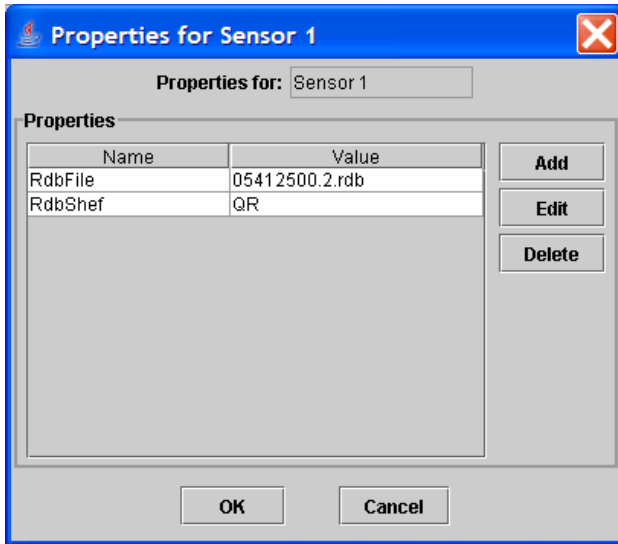 Properties for Sensor 1
Properties for: Sensor 1
Properties
Name Value
RdbFile 05412500.2.rdb
RdbShef QR
Add
Edit
Delete
OK Cancel